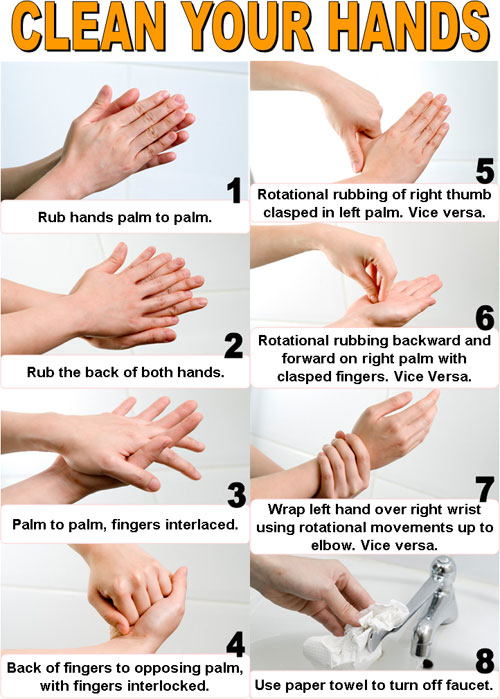 CLEAN YOUR HANDS
1
Rub hands palm to palm.
2
Rub the back of both hands.
3
Palm to palm, fingers interlaced.
4
Back of fingers to opposing palm,
with fingers interlocked.
5
Rotational rubbing of right thumb
clasped in left palm. Vice versa.
6
Rotational rubbing backward and
forward on right palm with
clasped fingers. Vice Versa.
7
Wrap left hand over right wrist
using rotational movements up to
elbow. Vice versa.
8
Use paper towel to turn off faucet.